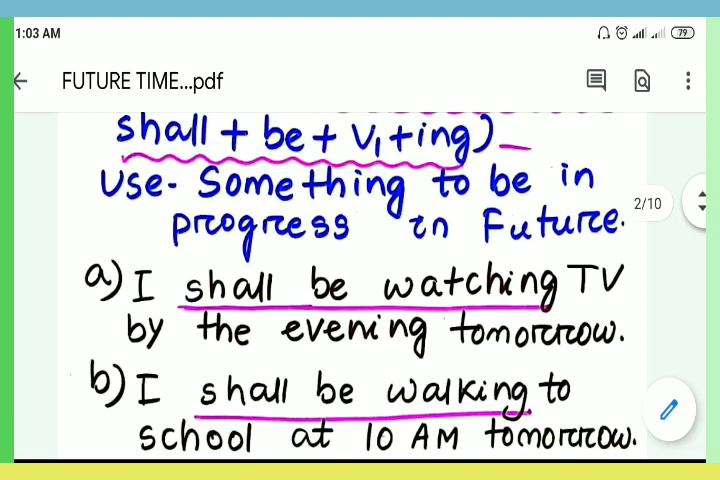 1:03 AM 79
FUTURE TIME...pdf
shall + be + V₁+ing)
Use- Something to be in
2/10
progress in Future.
a) I shall be watching TV
by the evening tomorrow.
b) I shall be walking to
school at 10 AM tomorrow.